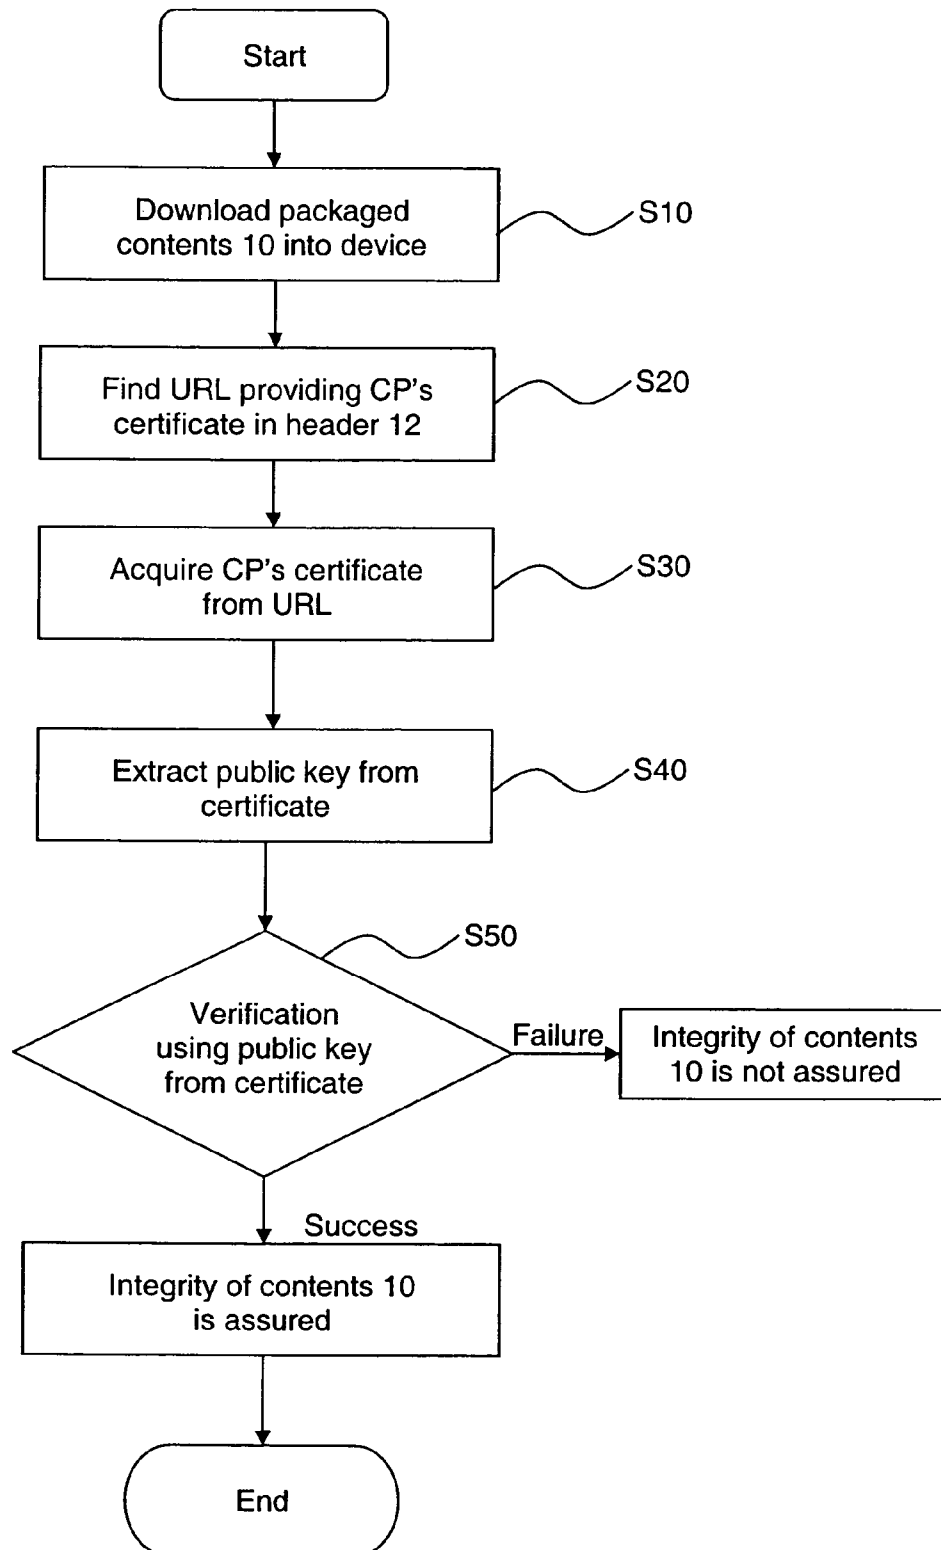 Start
Download packaged
contents 10 into device
S10
Find URL providing CP's
certificate in header 12
S20
Acquire CP's certificate
from URL
S30
Extract public key from
certificate
S40
S50
Verification
using public key
from certificate
Failure
Integrity of contents
10 is not assured
Success
Integrity of contents 10
is assured
End